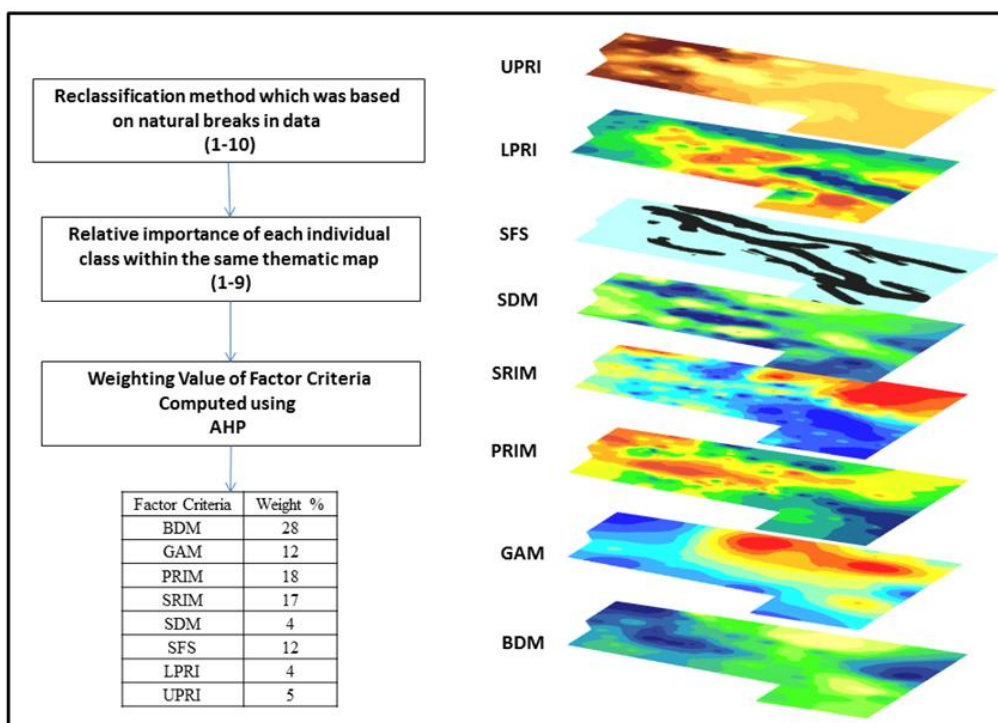 Reclassification method which was based
on natural breaks in data
(1-10)
Relative importance of each individual
class within the same thematic map
(1-9)
Weighting Value of Factor Criteria
Computed using
AHP
Factor Criteria Weight %
BDM 28
GAM 12
PRIM 18
SRIM 17
SDM 4
SFS 12
LPRI 4
UPRI 5
UPRI
LPRI
SFS
SDM
SRIM
PRIM
GAM
BDM